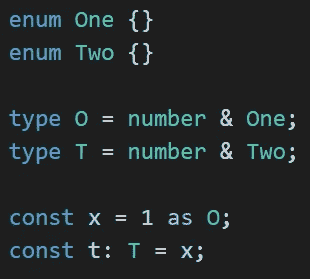 enum One {}
enum Two {}
type O = number & One;
type T = number & Two;
const x = 1 as O;
const t: T = x;